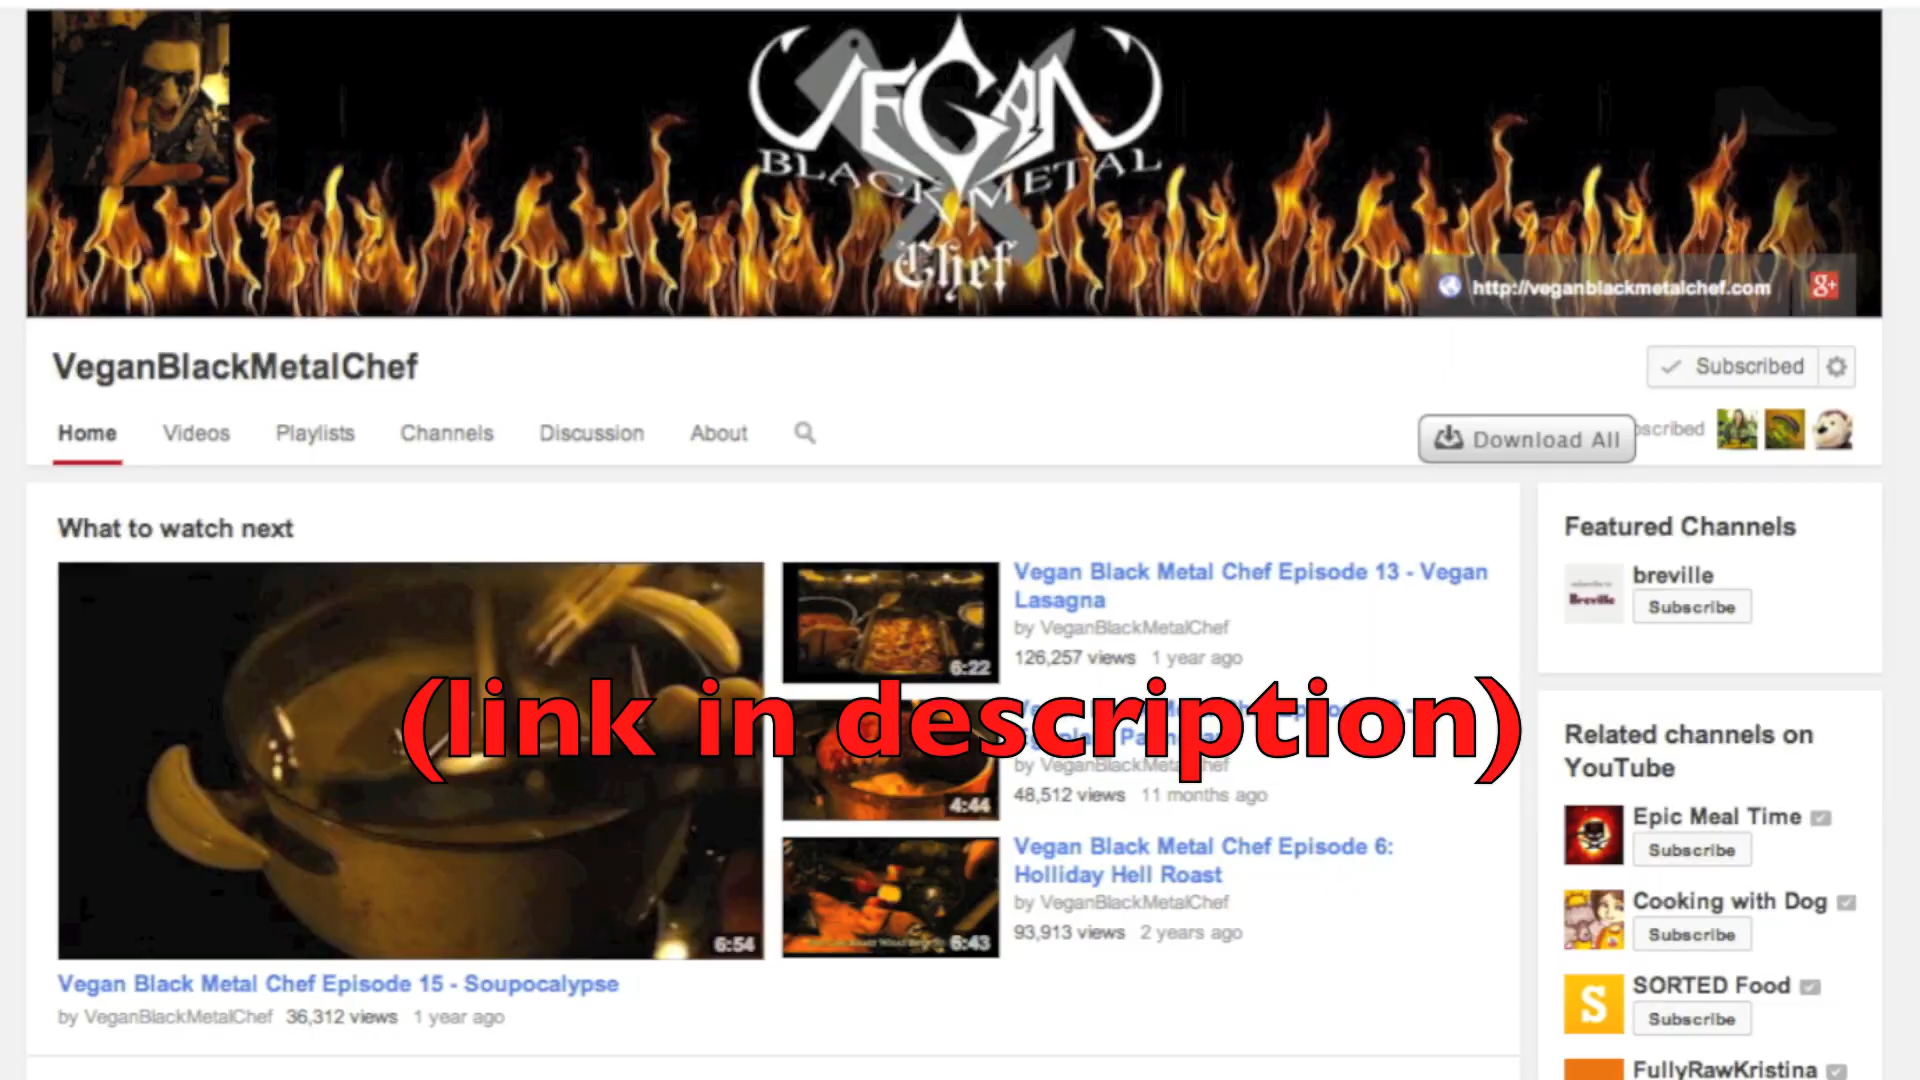 VEGAN
BLACK METAL
Chef
http://veganblackmetalchef.com
g+
VeganBlackMetalChef
Subscribed
Home Videos Playlists Channels Discussion About
Download All
bscribed
What to watch next
6:54
Vegan Black Metal Chef Episode 15 - Soupocalypse
by VeganBlackMetalChef 36,312 views 1 year ago
6:22
Vegan Black Metal Chef Episode 13 - Vegan
Lasagna
by VeganBlackMetalChef
126,257 views 1 year ago
(link in description)
4:44
by
48,512 views 11 months ago
6:43
Vegan Black Metal Chef Episode 6:
Holliday Hell Roast
by VeganBlackMetalChef
93,913 views 2 years ago
Featured Channels
Breville
breville
Subscribe
Related channels on
YouTube
Epic Meal Time
Subscribe
Cooking with Dog
Subscribe
S
SORTED Food
Subscribe
FullyRawKristina